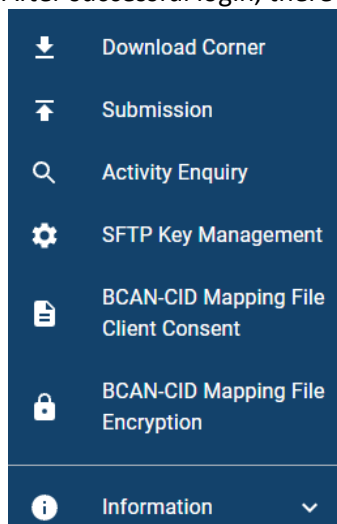 After successful login, there
Download Corner
Submission
Activity Enquiry
SFTP Key Management
BCAN-CID Mapping File
Client Consent
BCAN-CID Mapping File
Encryption
Information